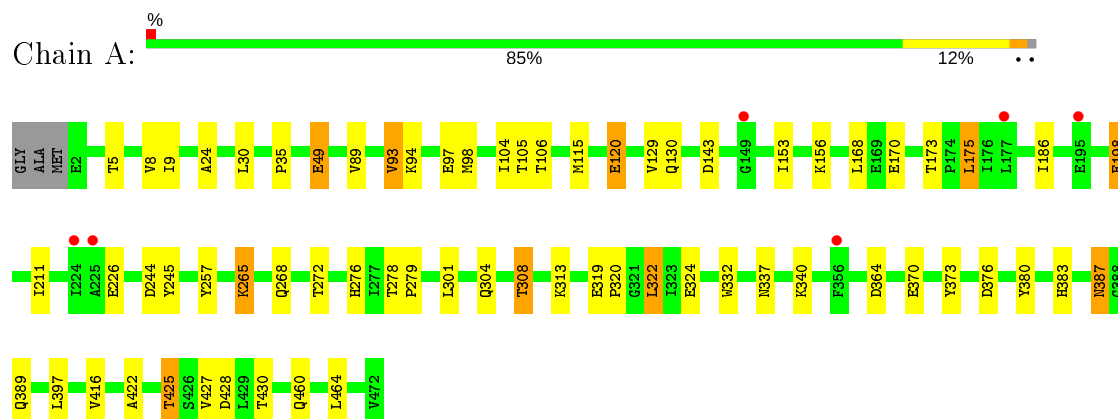 %
Chain A:
85% 12% • •
GLY ALA MET E2 T5 V8 I9 A24 L30 P35 E49 V89 V93 K94 E97 M98 I104 T105 T106 M115 E120 V129 Q130 D143 G149 I153 K156 L168 E169 E170 T173 P174 L175 I176 L177 I186 E195
I211 I224 A225 E226 D244 Y245 Y257 K265 Q268 T272 H276 I277 T278 P279 L301 Q304 T308 K313 E319 P320 G321 L322 I323 E324 W332 N337 K340 F356 D364 E370 Y373 D376 Y380 H383 N387 G388
Q389 L397 V416 A422 T425 S426 V427 D428 L429 T430 Q460 L464 V472